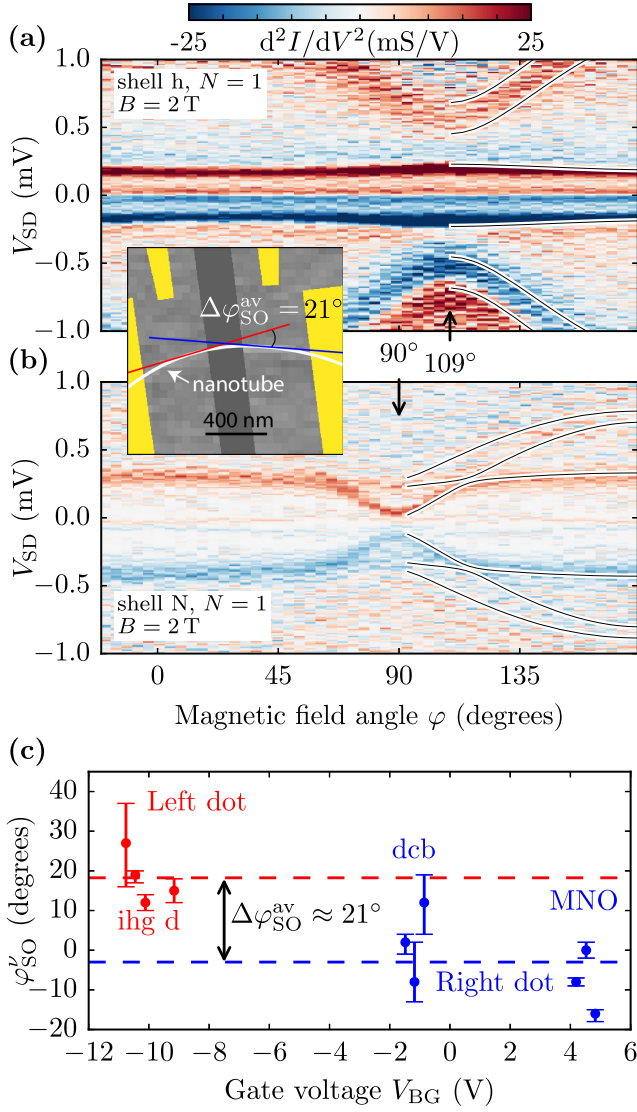 (a)
-25 d²I/dV²(mS/V) 25
shell h, N = 1
B = 2 T
1.0
0.5
0.0
−0.5
−1.0
V_SD (mV)
Δφ_SO^av = 21°
nanotube
400 nm
90° 109°
(b)
1.0
0.5
0.0
−0.5
−1.0
V_SD (mV)
shell N, N = 1
B = 2 T
0 45 90 135
Magnetic field angle φ (degrees)
(c)
40
30
20
10
0
−10
−20
φ_SO^ν (degrees)
Left dot
ihg d
Δφ_SO^av ≈ 21°
dcb
MNO
Right dot
−12 −10 −8 −6 −4 −2 0 2 4 6
Gate voltage V_BG (V)